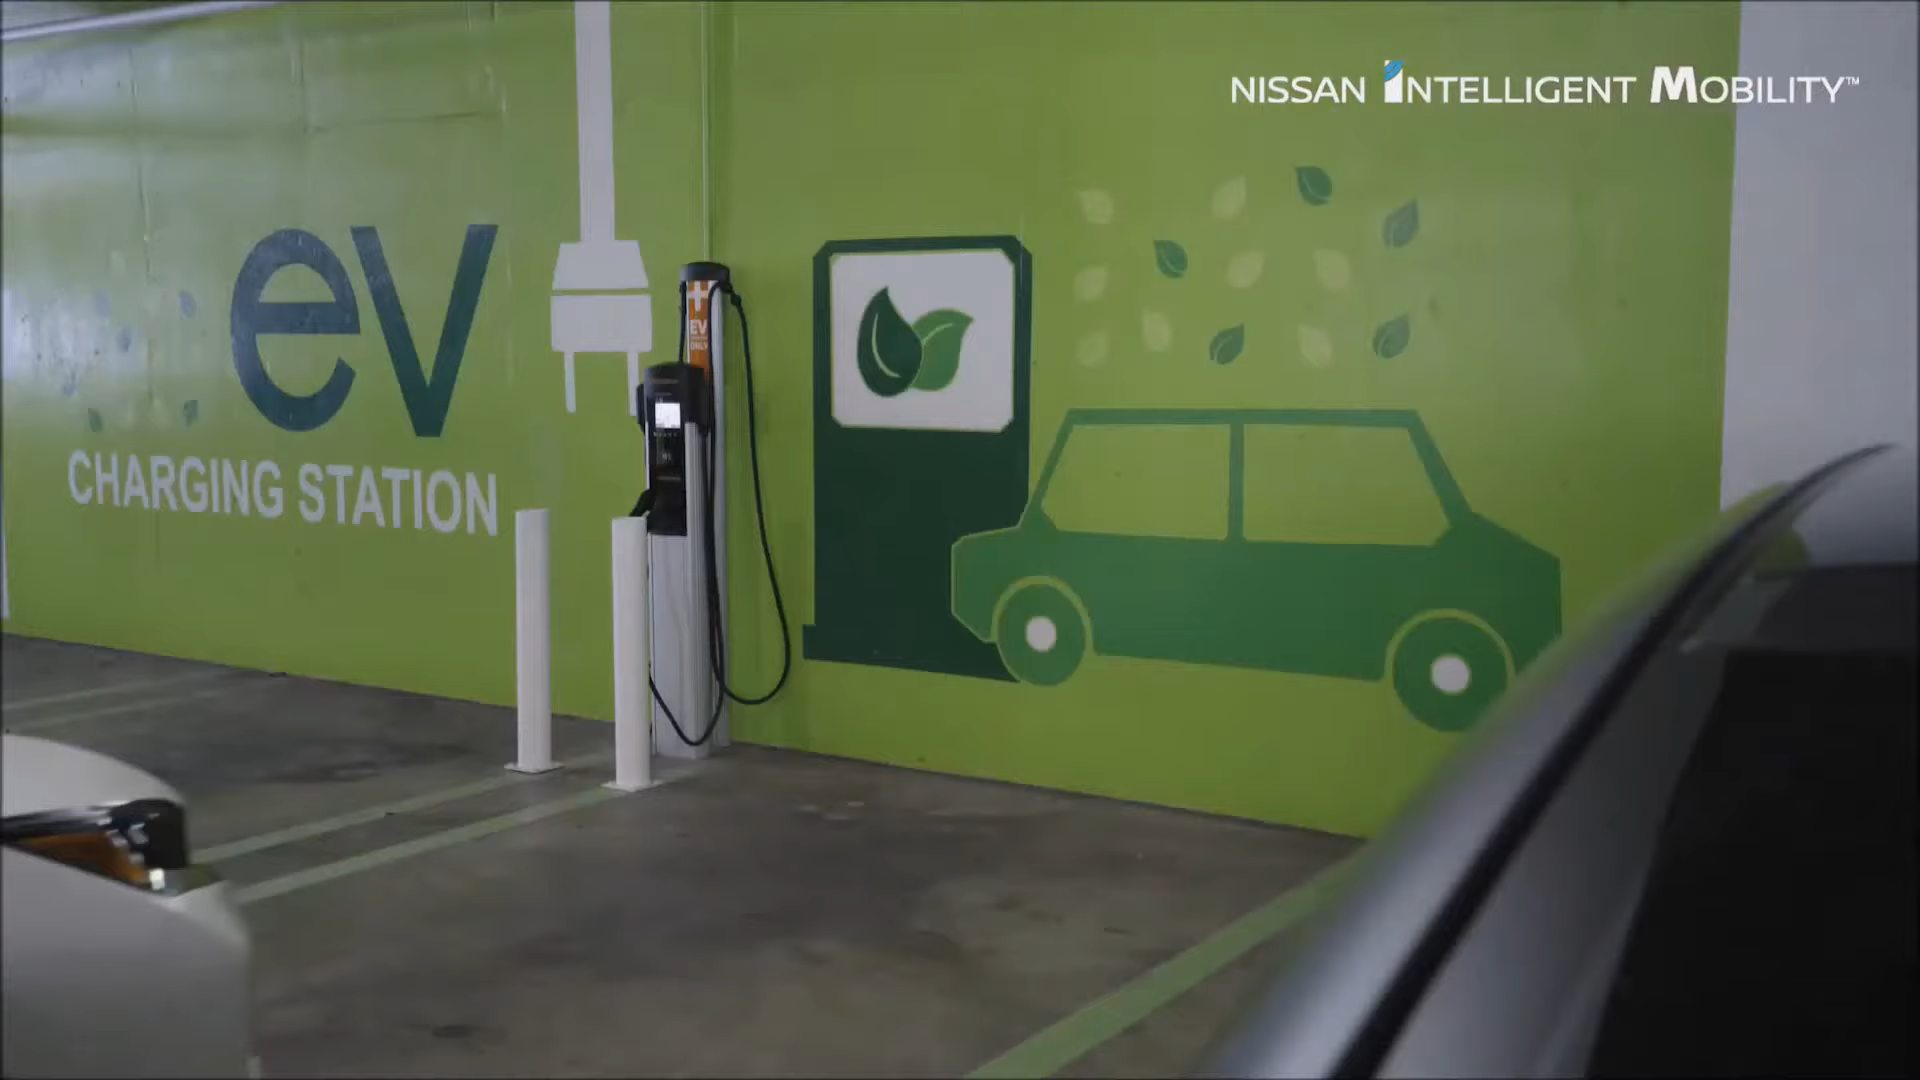 NISSAN INTELLIGENT MOBILITY™
ev
CHARGING STATION
EV
ONLY